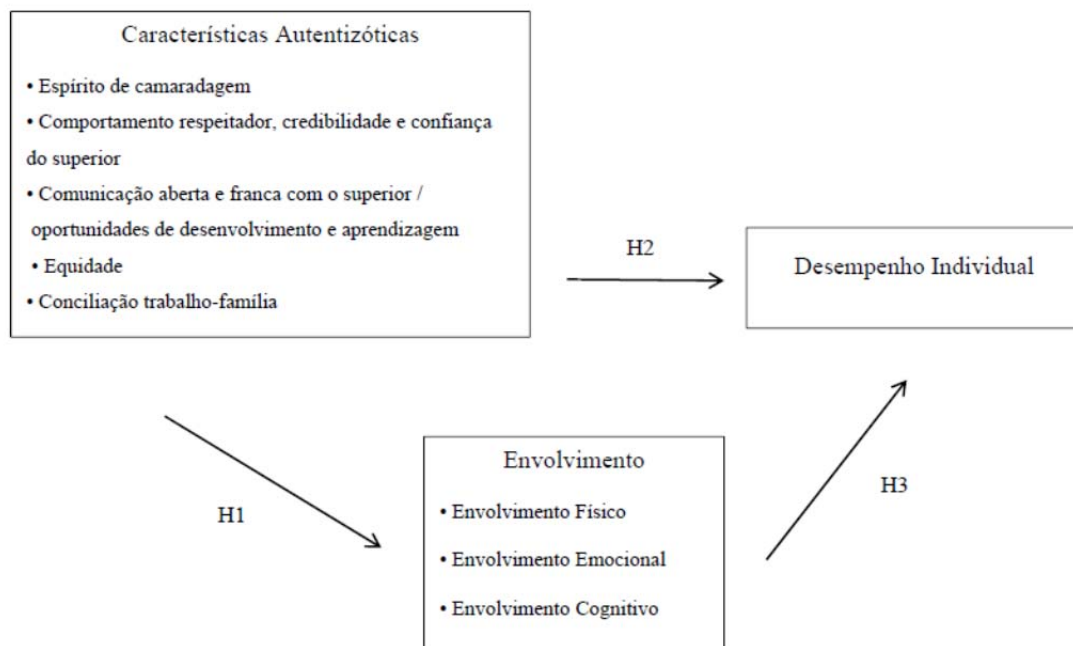 Características Autentizóticas
• Espírito de camaradagem
• Comportamento respeitador, credibilidade e confiança
do superior
• Comunicação aberta e franca com o superior /
oportunidades de desenvolvimento e aprendizagem
• Equidade
• Conciliação trabalho-família
H2
Desempenho Individual
H1
Envolvimento
• Envolvimento Físico
• Envolvimento Emocional
• Envolvimento Cognitivo
H3